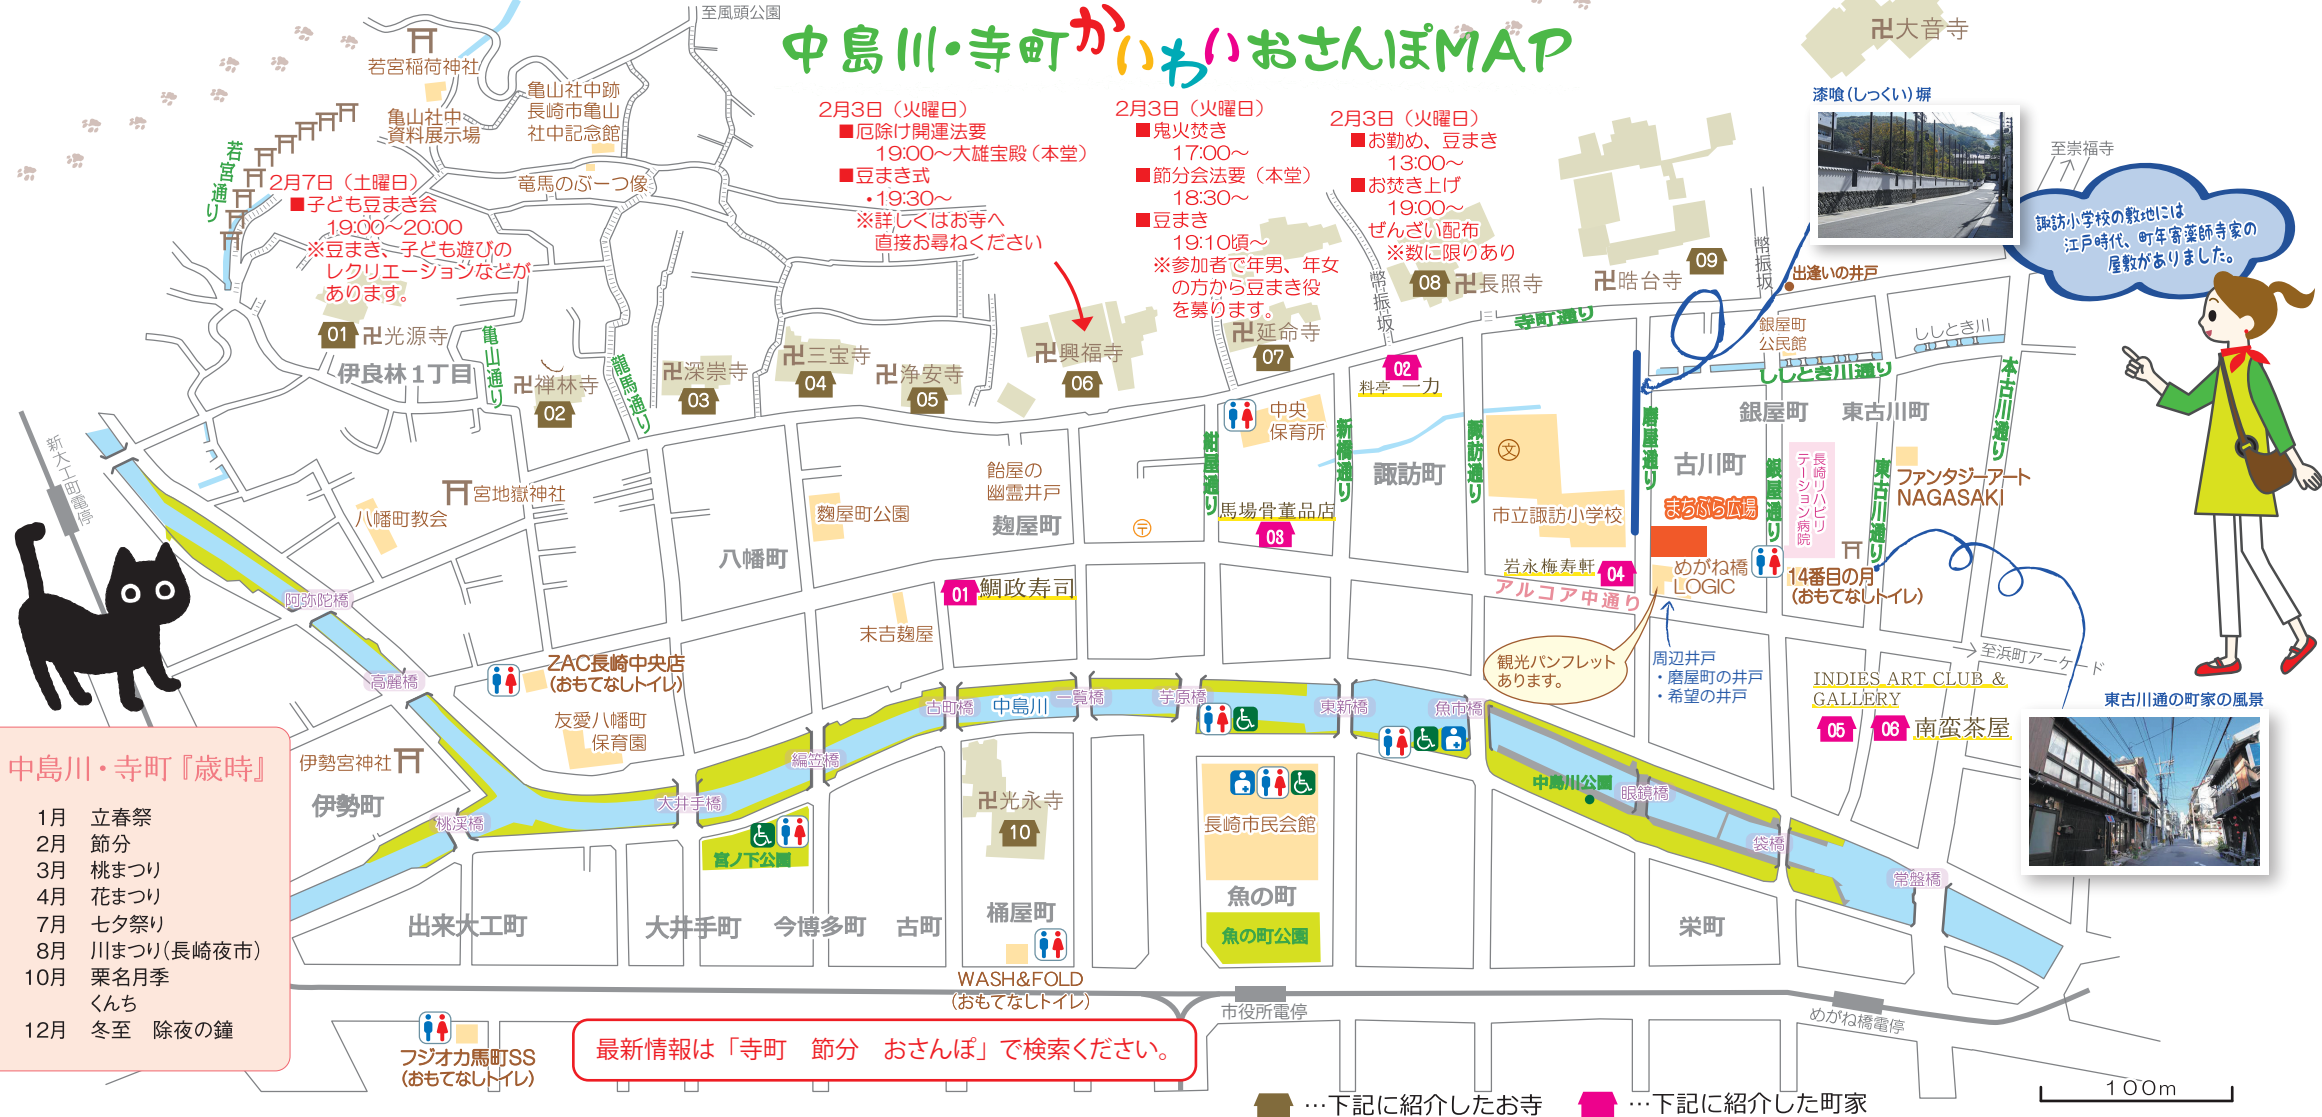 中島川・寺町かいわいおさんぽMAP
至風頭公園
卍大音寺
若宮稲荷神社
亀山社中
資料展示場
亀山社中跡
長崎市亀山
社中記念館
竜馬のぶーつ像
若宮通り
2月7日（土曜日）
■子ども豆まき会
19:00〜20:00
※豆まき、子ども遊びの
レクリエーションなどが
あります。
2月3日（火曜日）
■厄除け開運法要
19:00〜大雄宝殿（本堂）
■豆まき式
・19:30〜
※詳しくはお寺へ
直接お尋ねください
2月3日（火曜日）
■鬼火焚き
17:00〜
■節分会法要（本堂）
18:30〜
■豆まき
19:10頃〜
※参加者で年男、年女
の方から豆まき役
を募ります。
2月3日（火曜日）
■お勤め、豆まき
13:00〜
■お焚き上げ
19:00〜
ぜんざい配布
※数に限りあり
漆喰（しっくい）塀
至崇福寺
諏訪小学校の敷地には
江戸時代、町年寄薬師寺家の
屋敷がありました。
01 卍光源寺
伊良林1丁目
亀山通り
卍禅林寺
02
龍馬通り
卍深崇寺
03
卍三宝寺
04
卍浄安寺
05
卍興福寺
06
卍延命寺
07
幣振坂
08 卍長照寺
卍晧台寺
09
幣振坂
出逢いの井戸
寺町通り
銀屋町
公民館
ししとき川
ししとき川通り
本古川通り
02
料亭 一力
中央
保育所
紺屋通り
新橋通り
諏訪通り
磨屋通り
銀屋町
東古川町
諏訪町
文
古川町
銀屋通り
長崎リハビリ
テーション病院
東古川通り
ファンタジーアート
NAGASAKI
新大工町電停
八幡町教会
宮地嶽神社
麴屋町公園
飴屋の
幽霊井戸
麴屋町
馬場骨董品店
03
市立諏訪小学校
まちぶら広場
八幡町
01 鯛政寿司
岩永梅寿軒 04
アルコア中通り
めがね橋
LOGIC
14番目の月
（おもてなしトイレ）
末吉麴屋
阿弥陀橋
高麗橋
ZAC長崎中央店
（おもてなしトイレ）
友愛八幡町
保育園
観光パンフレット
あります。
周辺井戸
・磨屋町の井戸
・希望の井戸
至浜町アーケード
INDIES ART CLUB &
GALLERY
05 06 南蛮茶屋
東古川通の町家の風景
古町橋
中島川
一覧橋
芋原橋
東新橋
魚市橋
編笠橋
大井手橋
桃渓橋
伊勢宮神社
伊勢町
宮ノ下公園
卍光永寺
10
長崎市民会館
中島川公園
眼鏡橋
袋橋
常盤橋
中島川・寺町『歳時』
1月 立春祭
2月 節分
3月 桃まつり
4月 花まつり
7月 七夕祭り
8月 川まつり（長崎夜市）
10月 栗名月季
くんち
12月 冬至 除夜の鐘
出来大工町
大井手町
今博多町
古町
桶屋町
魚の町
魚の町公園
栄町
WASH&FOLD
（おもてなしトイレ）
市役所電停
めがね橋電停
フジオカ馬町SS
（おもてなしトイレ）
最新情報は「寺町 節分 おさんぽ」で検索ください。
…下記に紹介したお寺
…下記に紹介した町家
100m